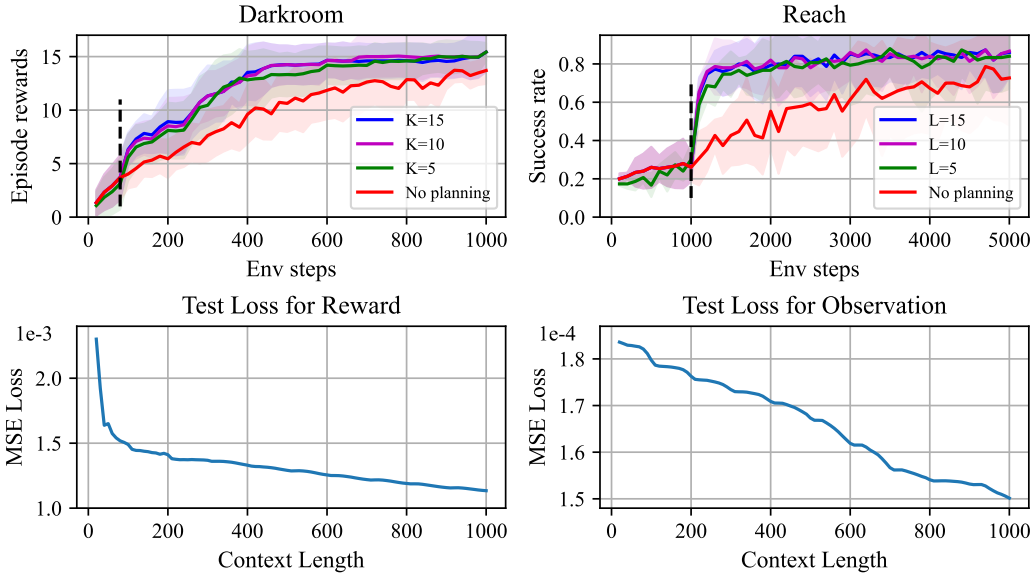 Darkroom
Episode rewards
15
10
5
0
K=15
K=10
K=5
No planning
0 200 400 600 800 1000
Env steps
Reach
Success rate
0.8
0.6
0.4
0.2
0.0
L=15
L=10
L=5
No planning
0 1000 2000 3000 4000 5000
Env steps
Test Loss for Reward
1e-3
MSE Loss
2.0
1.5
1.0
0 200 400 600 800 1000
Context Length
Test Loss for Observation
1e-4
MSE Loss
1.8
1.7
1.6
1.5
0 200 400 600 800 1000
Context Length